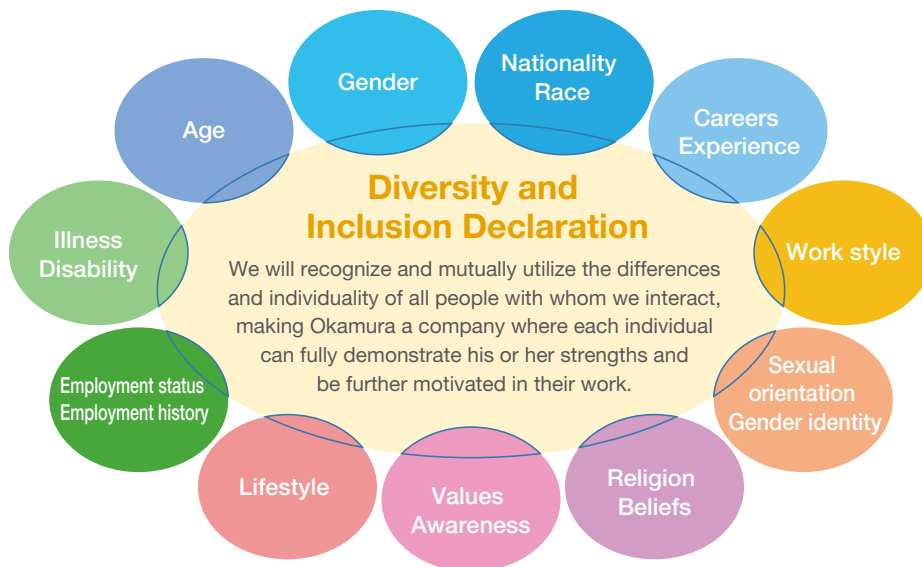 Gender
Nationality
Race
Age
Careers
Experience
Diversity and
Inclusion Declaration
We will recognize and mutually utilize the differences
and individuality of all people with whom we interact,
making Okamura a company where each individual
can fully demonstrate his or her strengths and
be further motivated in their work.
Illness
Disability
Work style
Employment status
Employment history
Sexual
orientation
Gender identity
Lifestyle
Values
Awareness
Religion
Beliefs